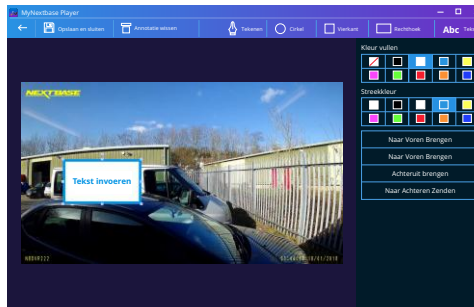 MyNextbase Player
Opslaan en sluiten
Annotatie wissen
Tekenen
Cirkel
Vierkant
Rechthoek
Abc
Kleur vullen
NEXTBASE
Streekkleur
Naar Voren Brengen
Naar Voren Brengen
Achteruit brengen
Naar Achteren Zenden
Tekst invoeren